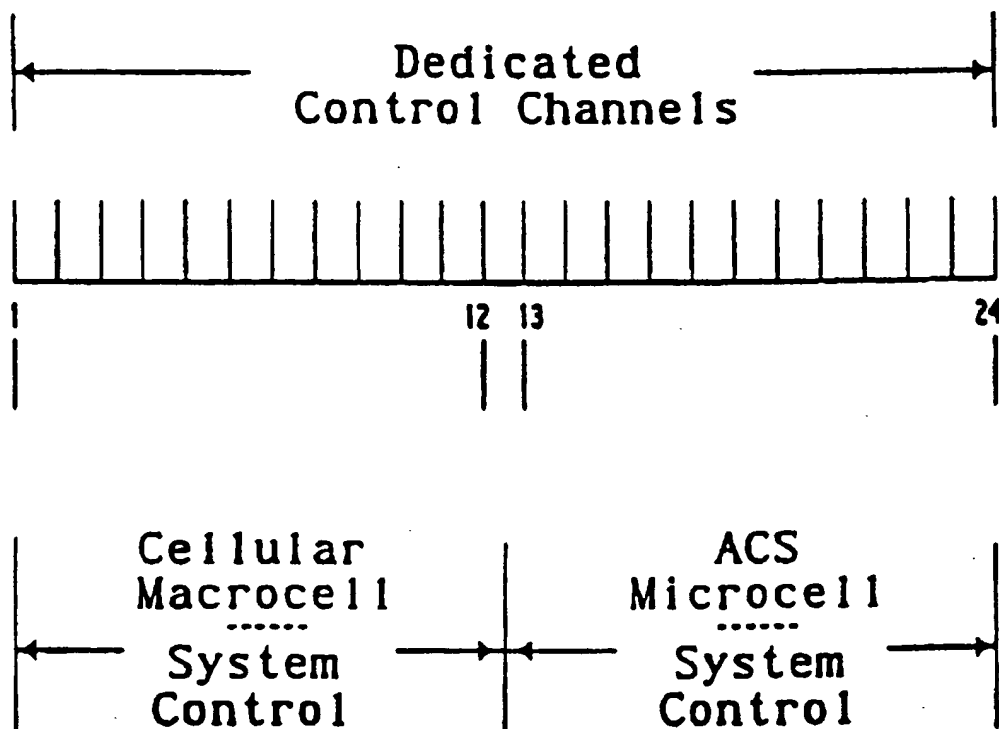 Dedicated
Control Channels
1 12 13 24
Cellular
Macrocell
System
Control
ACS
Microcell
System
Control